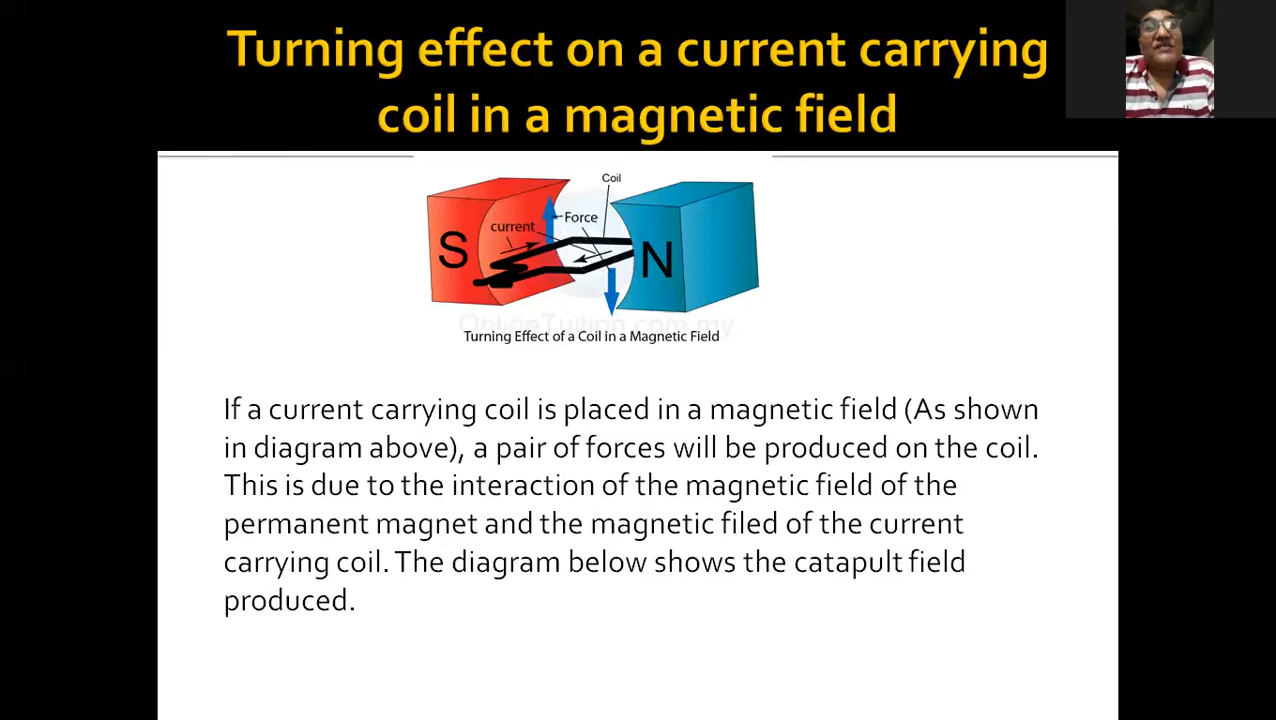 Turning effect on a current carrying
coil in a magnetic field
Coil
Force
current
S
N
OnlineTuition.com.my
Turning Effect of a Coil in a Magnetic Field
If a current carrying coil is placed in a magnetic field (As shown
in diagram above), a pair of forces will be produced on the coil.
This is due to the interaction of the magnetic field of the
permanent magnet and the magnetic filed of the current
carrying coil. The diagram below shows the catapult field
produced.